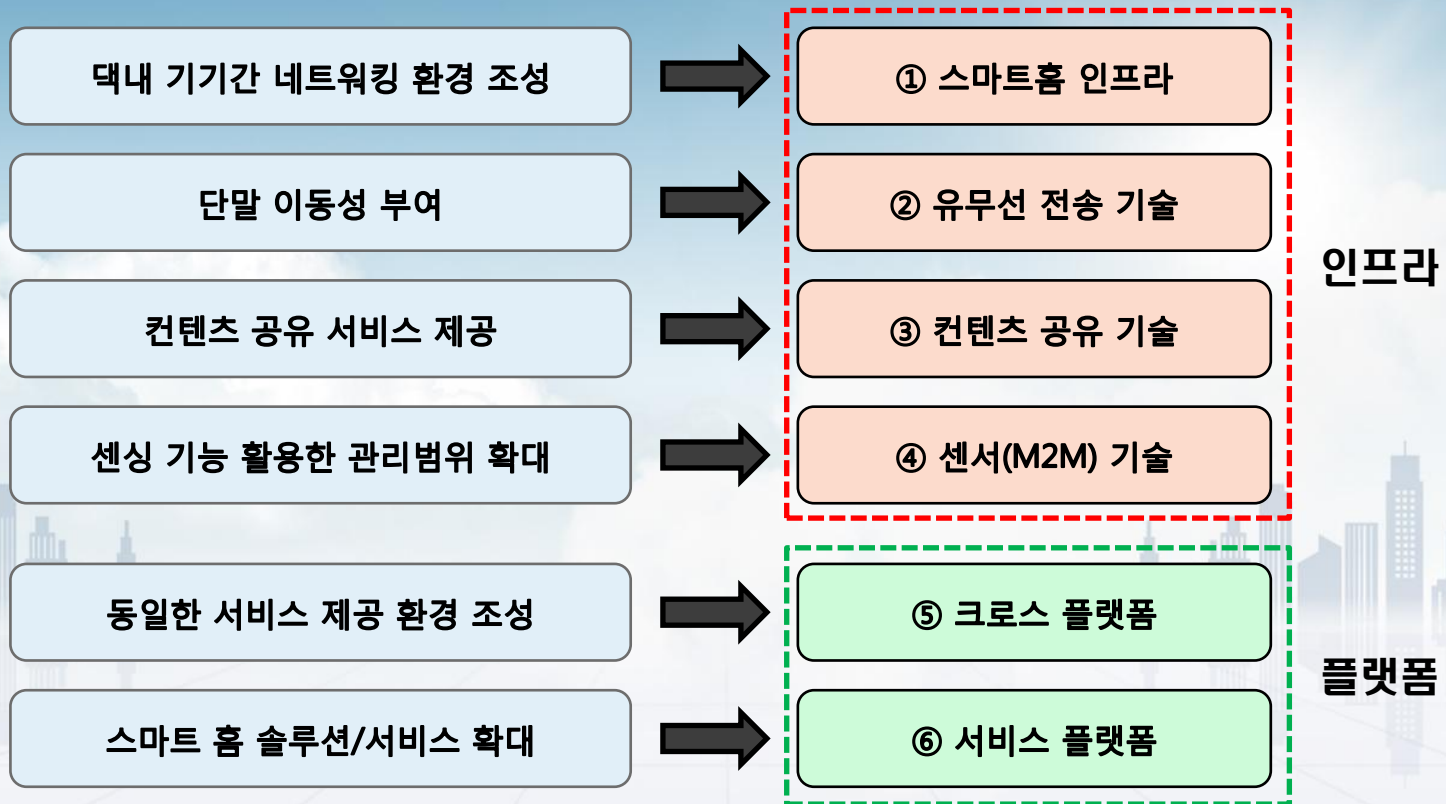 댁내 기기간 네트워킹 환경 조성
① 스마트홈 인프라
단말 이동성 부여
② 유무선 전송 기술
인프라
컨텐츠 공유 서비스 제공
③ 컨텐츠 공유 기술
센싱 기능 활용한 관리범위 확대
④ 센서(M2M) 기술
동일한 서비스 제공 환경 조성
⑤ 크로스 플랫폼
플랫폼
스마트 홈 솔루션/서비스 확대
⑥ 서비스 플랫폼